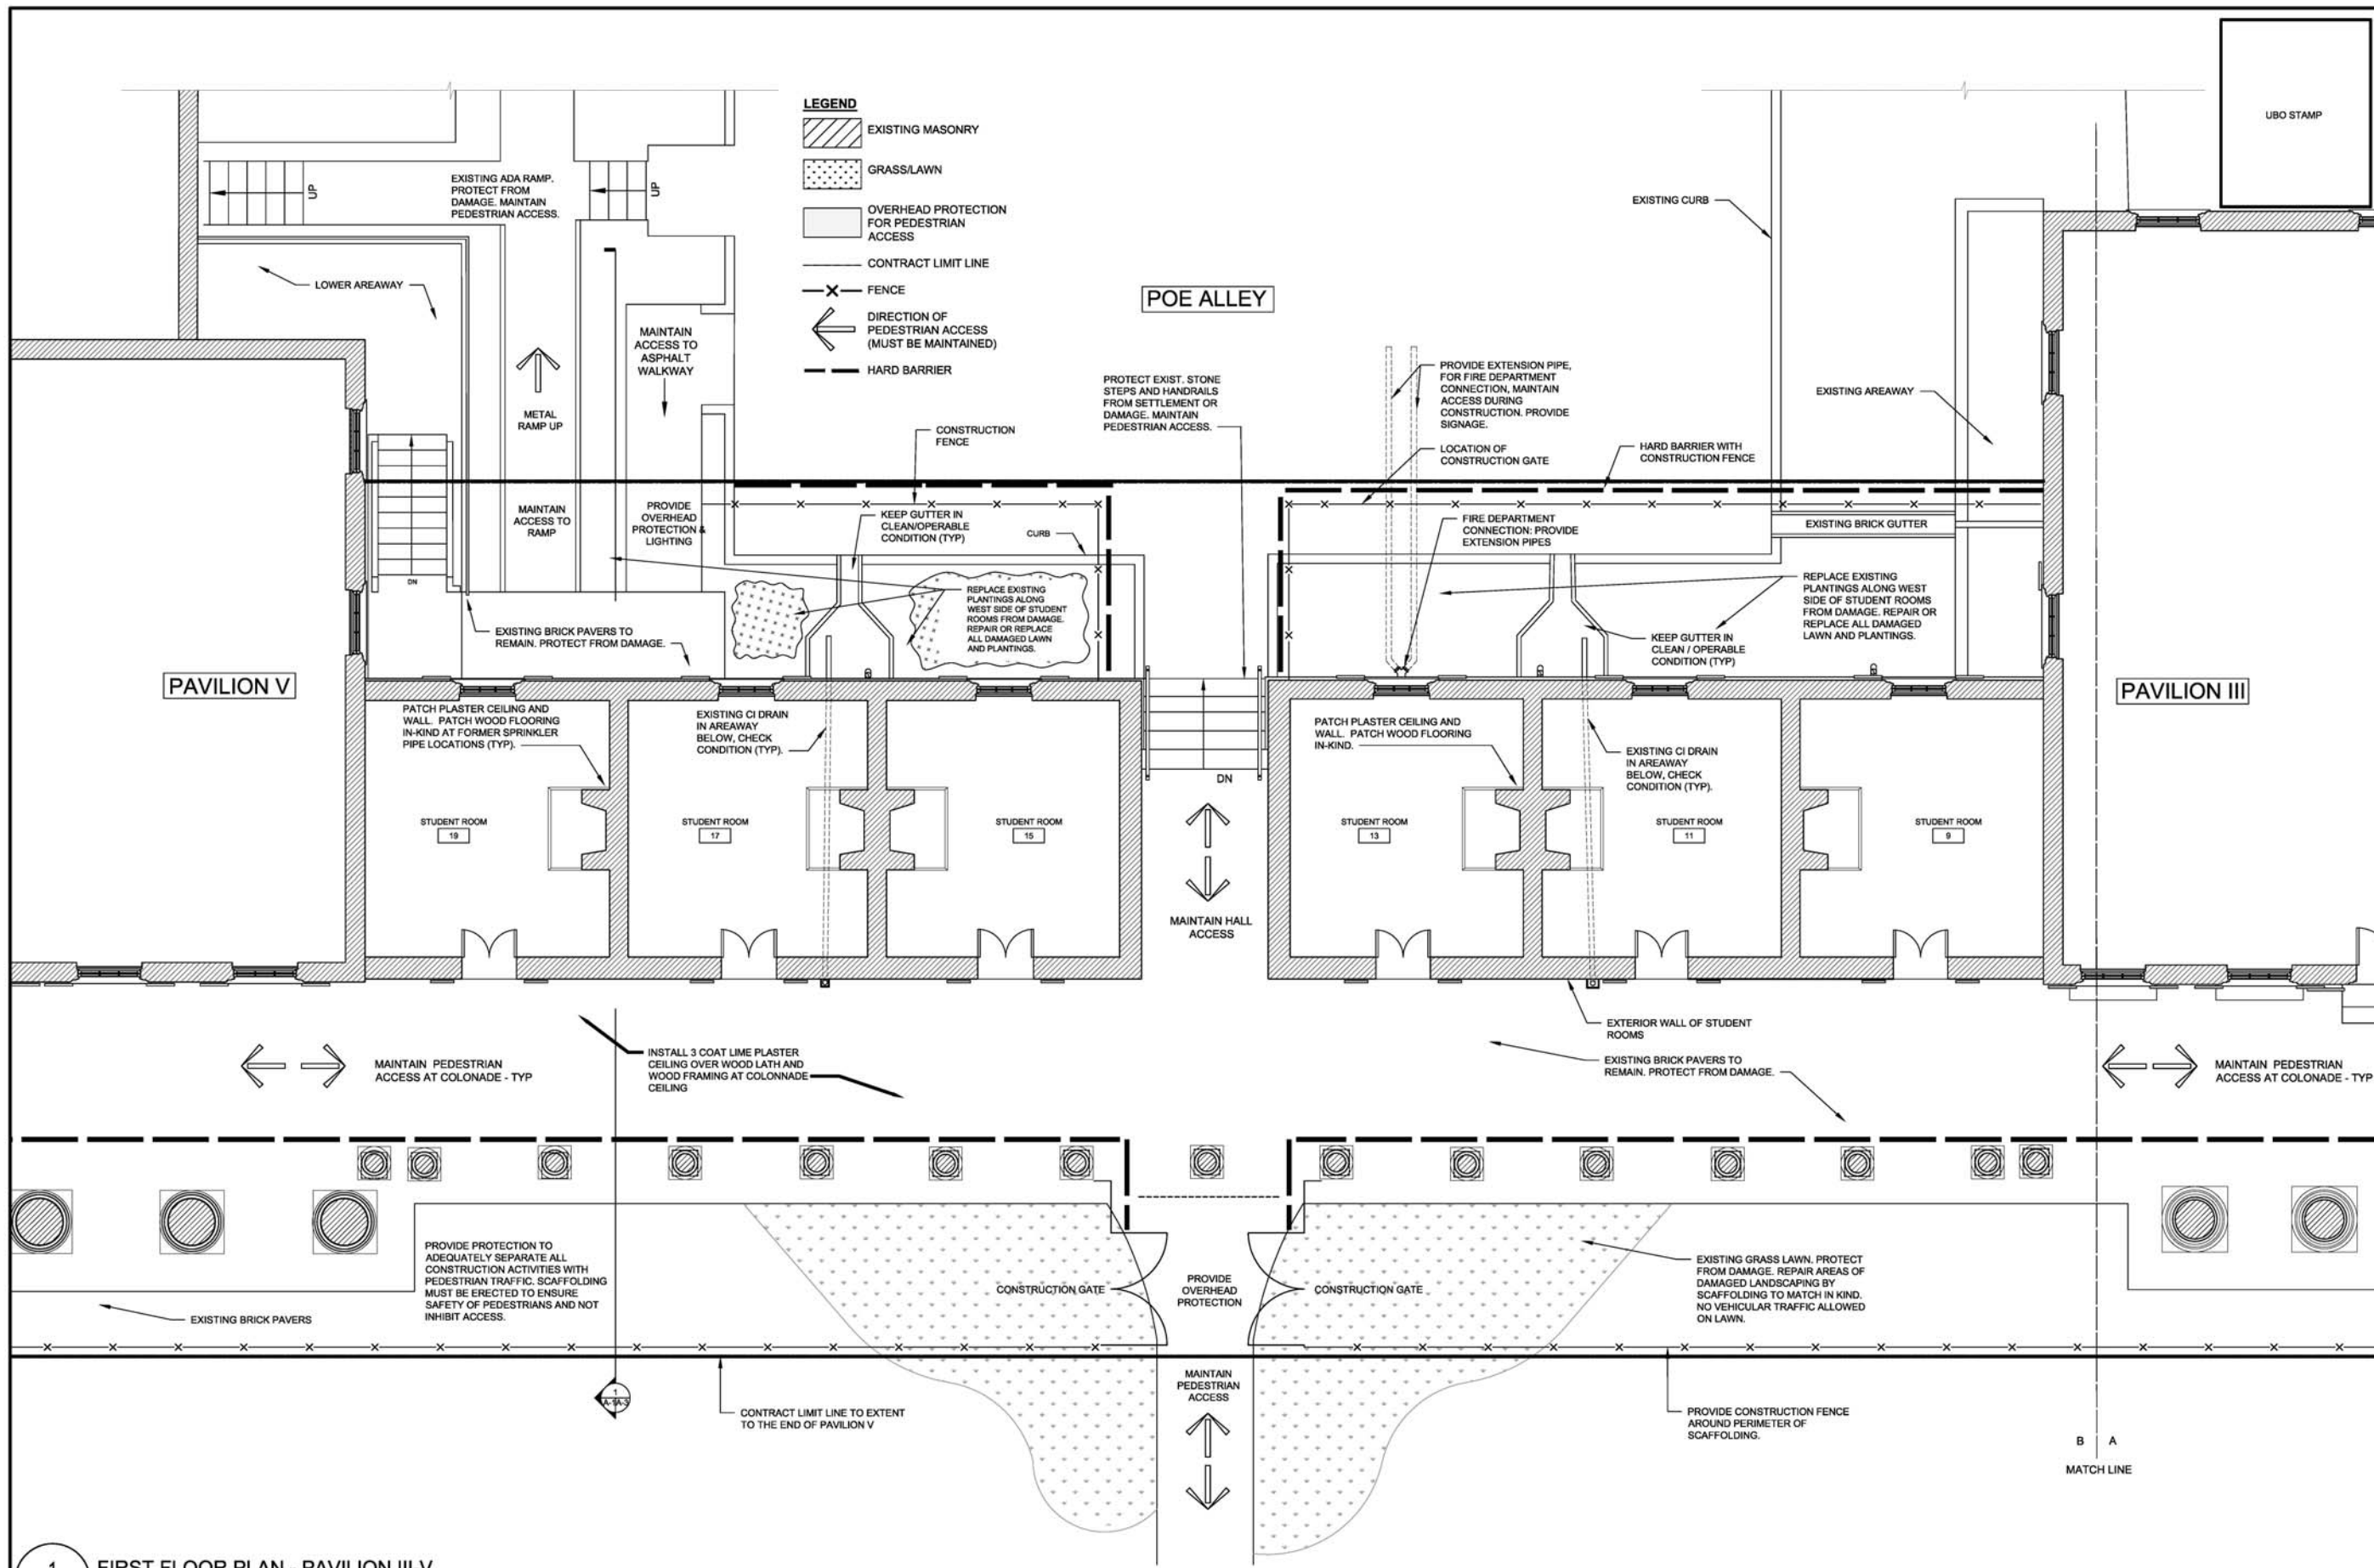 UBO STAMP
LEGEND
EXISTING MASONRY
GRASS/LAWN
OVERHEAD PROTECTION
FOR PEDESTRIAN
ACCESS
CONTRACT LIMIT LINE
FENCE
DIRECTION OF
PEDESTRIAN ACCESS
(MUST BE MAINTAINED)
HARD BARRIER
UP
EXISTING ADA RAMP.
PROTECT FROM
DAMAGE. MAINTAIN
PEDESTRIAN ACCESS.
UP
LOWER AREAWAY
MAINTAIN
ACCESS TO
ASPHALT
WALKWAY
METAL
RAMP UP
POE ALLEY
EXISTING CURB
PROTECT EXIST. STONE
STEPS AND HANDRAILS
FROM SETTLEMENT OR
DAMAGE. MAINTAIN
PEDESTRIAN ACCESS.
PROVIDE EXTENSION PIPE,
FOR FIRE DEPARTMENT
CONNECTION, MAINTAIN
ACCESS DURING
CONSTRUCTION. PROVIDE
SIGNAGE.
EXISTING AREAWAY
CONSTRUCTION
FENCE
LOCATION OF
CONSTRUCTION GATE
HARD BARRIER WITH
CONSTRUCTION FENCE
MAINTAIN
ACCESS TO
RAMP
PROVIDE
OVERHEAD
PROTECTION &
LIGHTING
KEEP GUTTER IN
CLEAN/OPERABLE
CONDITION (TYP)
CURB
FIRE DEPARTMENT
CONNECTION: PROVIDE
EXTENSION PIPES
EXISTING BRICK GUTTER
DN
REPLACE EXISTING
PLANTINGS ALONG
WEST SIDE OF STUDENT
ROOMS FROM DAMAGE.
REPAIR OR REPLACE
ALL DAMAGED LAWN
AND PLANTINGS.
REPLACE EXISTING
PLANTINGS ALONG WEST
SIDE OF STUDENT ROOMS
FROM DAMAGE. REPAIR OR
REPLACE ALL DAMAGED
LAWN AND PLANTINGS.
EXISTING BRICK PAVERS TO
REMAIN. PROTECT FROM DAMAGE.
KEEP GUTTER IN
CLEAN / OPERABLE
CONDITION (TYP)
PAVILION V
PAVILION III
PATCH PLASTER CEILING AND
WALL. PATCH WOOD FLOORING
IN-KIND AT FORMER SPRINKLER
PIPE LOCATIONS (TYP).
EXISTING CI DRAIN
IN AREAWAY
BELOW, CHECK
CONDITION (TYP).
PATCH PLASTER CEILING AND
WALL. PATCH WOOD FLOORING
IN-KIND.
EXISTING CI DRAIN
IN AREAWAY
BELOW, CHECK
CONDITION (TYP).
DN
STUDENT ROOM
19
STUDENT ROOM
17
STUDENT ROOM
15
STUDENT ROOM
13
STUDENT ROOM
11
STUDENT ROOM
9
MAINTAIN HALL
ACCESS
EXTERIOR WALL OF STUDENT
ROOMS
MAINTAIN PEDESTRIAN
ACCESS AT COLONADE - TYP
INSTALL 3 COAT LIME PLASTER
CEILING OVER WOOD LATH AND
WOOD FRAMING AT COLONNADE
CEILING
EXISTING BRICK PAVERS TO
REMAIN. PROTECT FROM DAMAGE.
MAINTAIN PEDESTRIAN
ACCESS AT COLONADE - TYP
PROVIDE PROTECTION TO
ADEQUATELY SEPARATE ALL
CONSTRUCTION ACTIVITIES WITH
PEDESTRIAN TRAFFIC. SCAFFOLDING
MUST BE ERECTED TO ENSURE
SAFETY OF PEDESTRIANS AND NOT
INHIBIT ACCESS.
EXISTING BRICK PAVERS
CONSTRUCTION GATE
PROVIDE
OVERHEAD
PROTECTION
CONSTRUCTION GATE
EXISTING GRASS LAWN. PROTECT
FROM DAMAGE. REPAIR AREAS OF
DAMAGED LANDSCAPING BY
SCAFFOLDING TO MATCH IN KIND.
NO VEHICULAR TRAFFIC ALLOWED
ON LAWN.
MAINTAIN
PEDESTRIAN
ACCESS
1
CONTRACT LIMIT LINE TO EXTENT
TO THE END OF PAVILION V
PROVIDE CONSTRUCTION FENCE
AROUND PERIMETER OF
SCAFFOLDING.
B A
MATCH LINE
1
FIRST FLOOR PLAN - PAVILION III-V